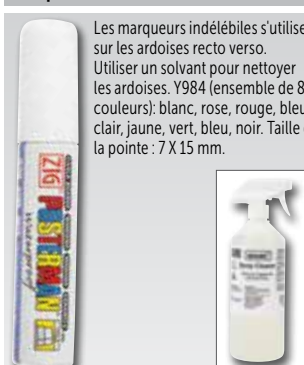 Les marqueurs indélébiles s'utilise
sur les ardoises recto verso.
Utiliser un solvant pour nettoyer
les ardoises. Y984 (ensemble de 8
couleurs): blanc, rose, rouge, bleu
clair, jaune, vert, bleu, noir. Taille
la pointe : 7 X 15 mm.
ZIG
POSTERMAN